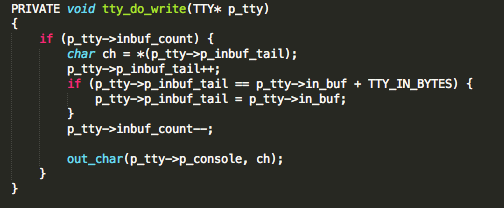 PRIVATE void tty_do_write(TTY* p_tty)
{
    if (p_tty->inbuf_count) {
        char ch = *(p_tty->p_inbuf_tail);
        p_tty->p_inbuf_tail++;
        if (p_tty->p_inbuf_tail == p_tty->in_buf + TTY_IN_BYTES) {
            p_tty->p_inbuf_tail = p_tty->in_buf;
        }
        p_tty->inbuf_count--;

        out_char(p_tty->p_console, ch);
    }
}